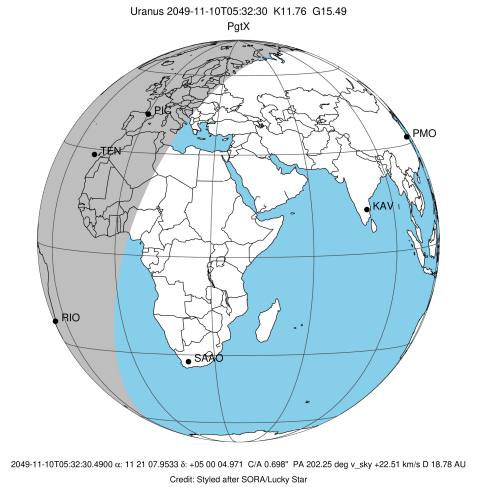 Uranus 2049-11-10T05:32:30 K11.76 G15.49
PgtX
PIC
PMO
TEN
KAV
RIO
SAAO
2049-11-10T05:32:30.4900 α: 11 21 07.9533 δ: +05 00 04.971 C/A 0.698" PA 202.25 deg v_sky +22.51 km/s D 18.78 AU
Credit: Styled after SORA/Lucky Star